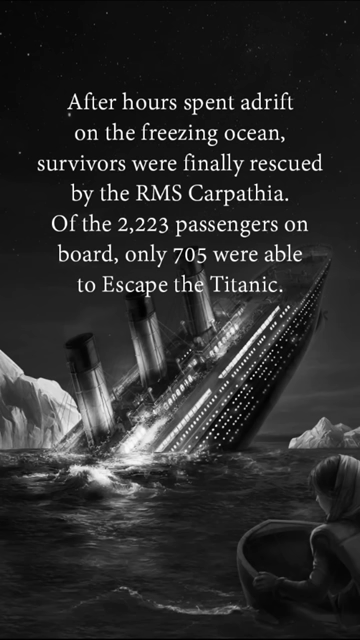 After hours spent adrift
on the freezing ocean,
survivors were finally rescued
by the RMS Carpathia.
Of the 2,223 passengers on
board, only 705 were able
to Escape the Titanic.